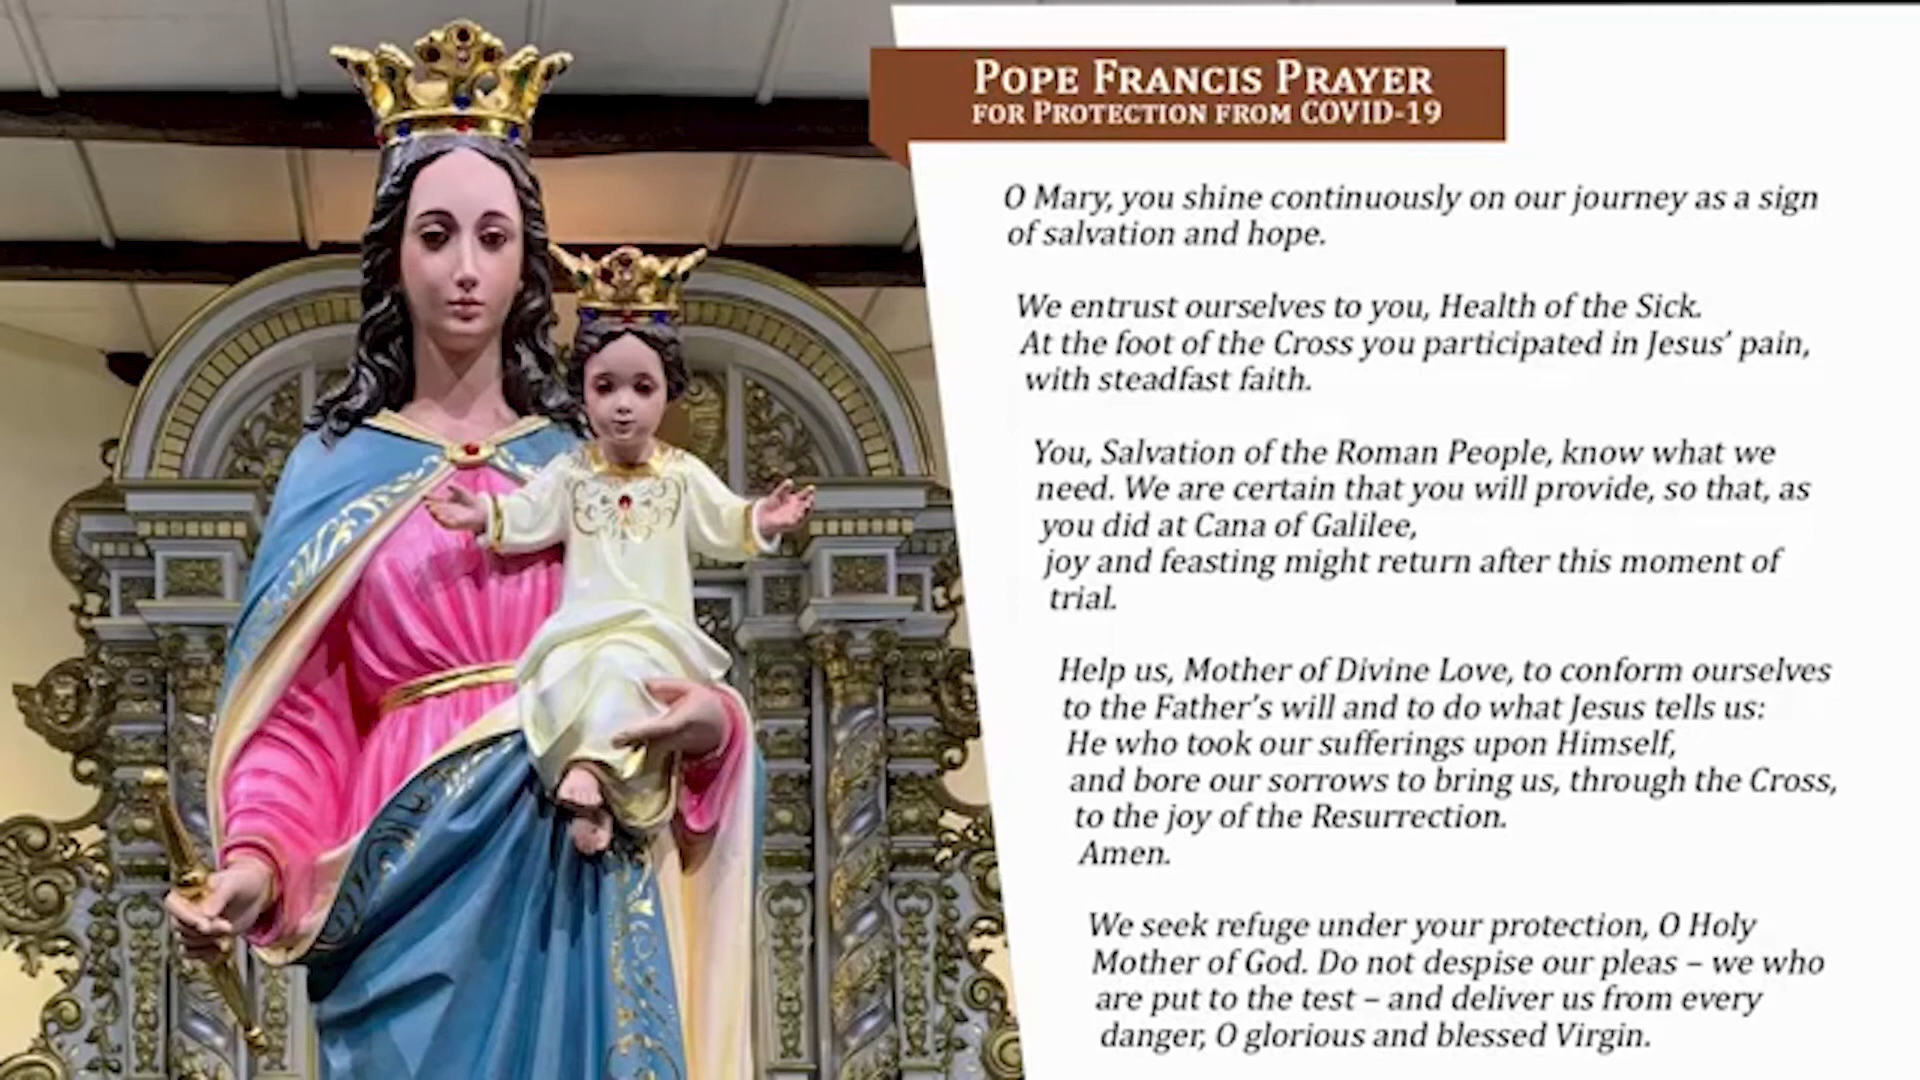 POPE FRANCIS PRAYER
FOR PROTECTION FROM COVID-19
O Mary, you shine continuously on our journey as a sign
of salvation and hope.
We entrust ourselves to you, Health of the Sick.
At the foot of the Cross you participated in Jesus’ pain,
with steadfast faith.
You, Salvation of the Roman People, know what we
need. We are certain that you will provide, so that, as
you did at Cana of Galilee,
joy and feasting might return after this moment of
trial.
Help us, Mother of Divine Love, to conform ourselves
to the Father’s will and to do what Jesus tells us:
He who took our sufferings upon Himself,
and bore our sorrows to bring us, through the Cross,
to the joy of the Resurrection.
Amen.
We seek refuge under your protection, O Holy
Mother of God. Do not despise our pleas – we who
are put to the test – and deliver us from every
danger, O glorious and blessed Virgin.